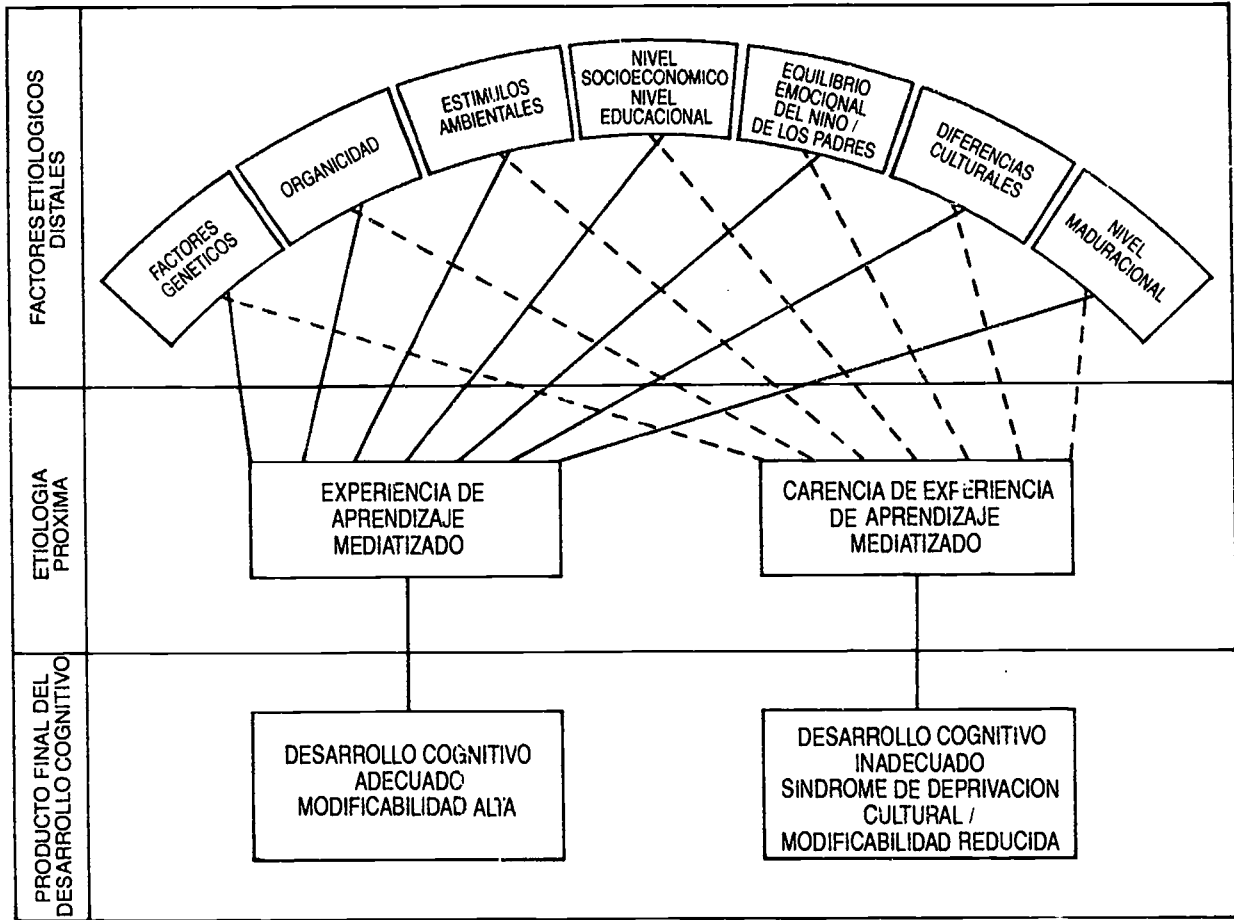 FACTORES ETIOLOGICOS
DISTALES
FACTORES
GENETICOS
ORGANICIDAD
ESTIMULOS
AMBIENTALES
NIVEL
SOCIOECONOMICO
NIVEL
EDUCACIONAL
EQUILIBRIO
EMOCIONAL
DEL NINO /
DE LOS PADRES
DIFERENCIAS
CULTURALES
NIVEL
MADURACIONAL
ETIOLOGIA
PROXIMA
EXPERIENCIA DE
APRENDIZAJE
MEDIATIZADO
CARENCIA DE EXPERIENCIA
DE APRENDIZAJE
MEDIATIZADO
PRODUCTO FINAL DEL
DESARROLLO COGNITIVO
DESARROLLO COGNITIVO
ADECUADO
MODIFICABILIDAD ALTA
DESARROLLO COGNITIVO
INADECUADO
SINDROME DE DEPRIVACION
CULTURAL /
MODIFICABILIDAD REDUCIDA